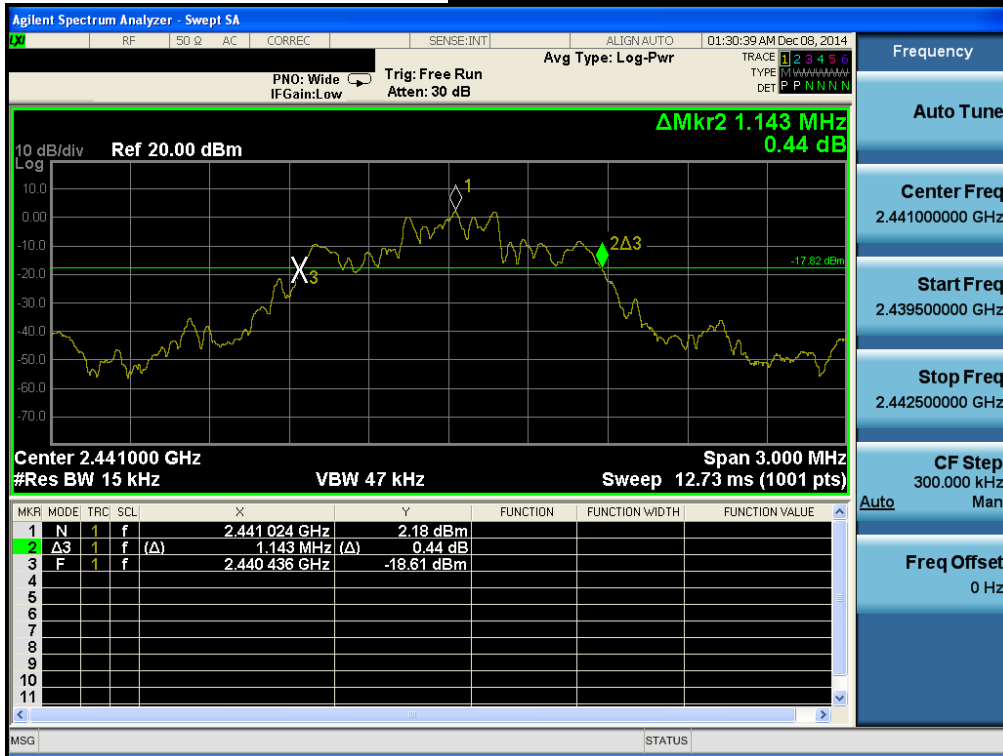 Agilent Spectrum Analyzer - Swept SA
LXI RF 50 Ω AC CORREC SENSE:INT ALIGN AUTO 01:30:39 AM Dec 08, 2014
Avg Type: Log-Pwr
TRACE 1 2 3 4 5 6
PNO: Wide Trig: Free Run
TYPE M WWWWW
IFGain:Low Atten: 30 dB
DET P P N N N N
ΔMkr2 1.143 MHz
0.44 dB
10 dB/div Ref 20.00 dBm
Log
10.0
0.00
-10.0
-20.0
-30.0
-40.0
-50.0
-60.0
-70.0
1
2Δ3
3
-17.82 dBm
Center 2.441000 GHz Span 3.000 MHz
#Res BW 15 kHz VBW 47 kHz Sweep 12.73 ms (1001 pts)
MKR MODE TRC SCL X Y FUNCTION FUNCTION WIDTH FUNCTION VALUE
1 N 1 f 2.441 024 GHz 2.18 dBm
2 Δ3 1 f (Δ) 1.143 MHz (Δ) 0.44 dB
3 F 1 f 2.440 436 GHz -18.61 dBm
4
5
6
7
8
9
10
11
MSG STATUS
Frequency
Auto Tune
Center Freq
2.441000000 GHz
Start Freq
2.439500000 GHz
Stop Freq
2.442500000 GHz
CF Step
300.000 kHz
Auto Man
Freq Offset
0 Hz